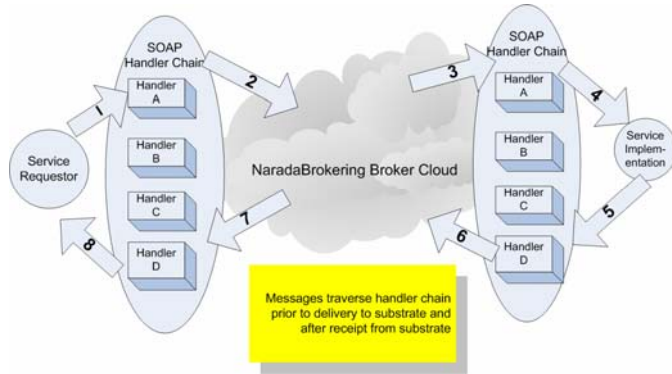 SOAP
Handler Chain
Handler
A
Handler
B
Handler
C
Handler
D
Service
Requestor
1
2
NaradaBrokering Broker Cloud
7
8
3
SOAP
Handler Chain
Handler
A
Handler
B
Handler
C
Handler
D
4
Service
Implem-
entation
5
6
Messages traverse handler chain
prior to delivery to substrate and
after receipt from substrate